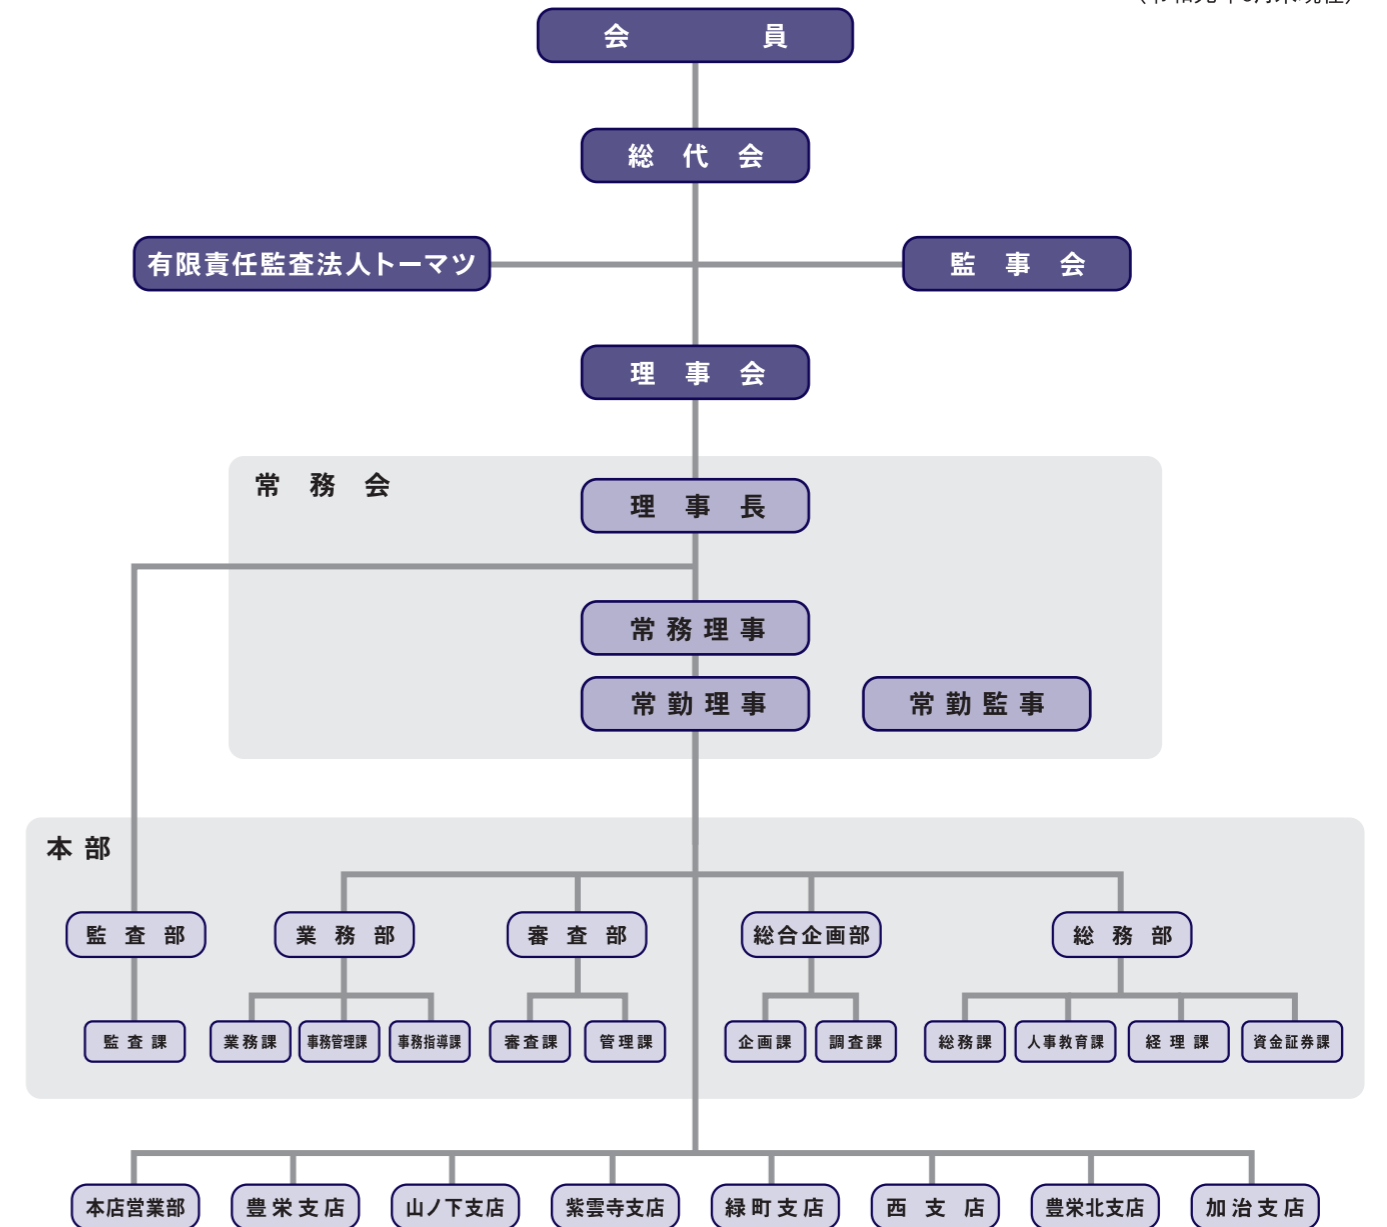 会員
総代会
有限責任監査法人トーマツ
監事会
理事会
常務会
理事長
常務理事
常勤理事
常勤監事
本部
監査部
業務部
審査部
総合企画部
総務部
監査課
業務課
事務管理課
事務指導課
審査課
管理課
企画課
調査課
総務課
人事教育課
経理課
資金証券課
本店営業部
豊栄支店
山ノ下支店
紫雲寺支店
緑町支店
西支店
豊栄北支店
加治支店